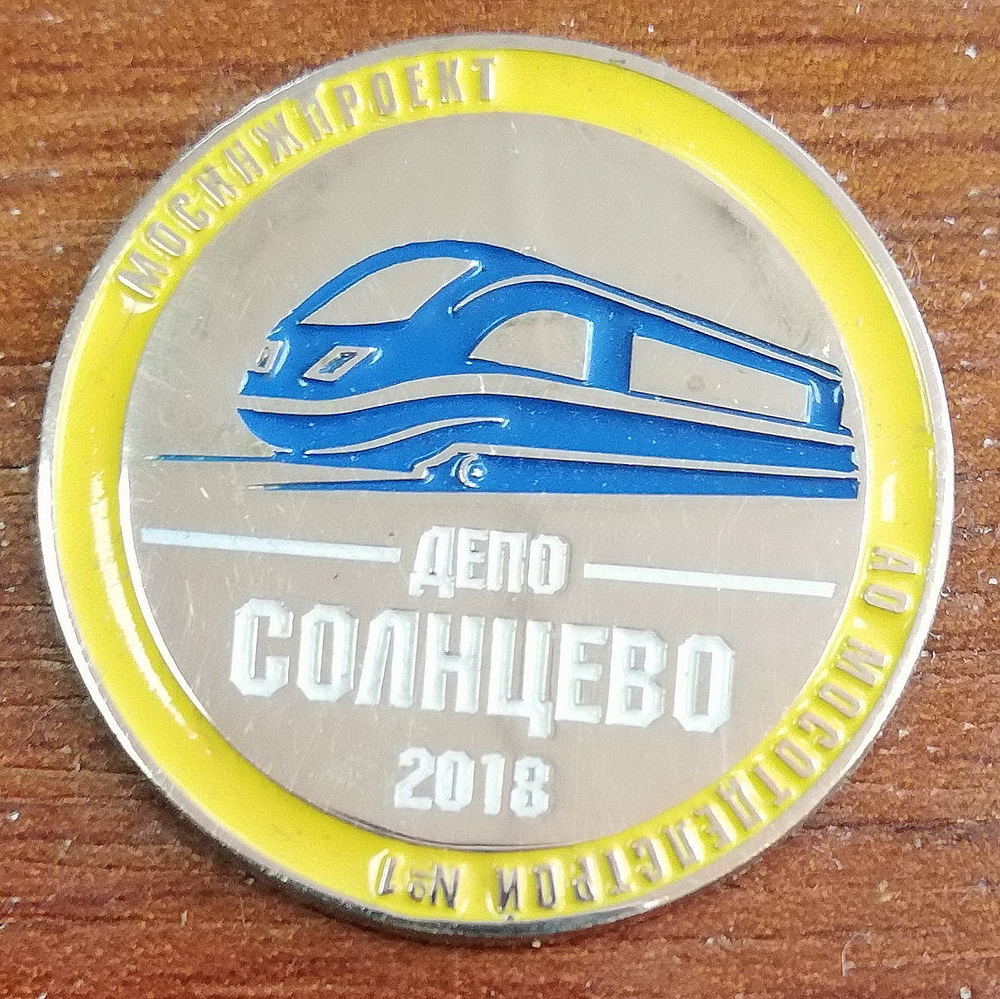 МОСИНЖПРОЕКТ
ДЕПО
СОЛНЦЕВО
2018
АО МОСОТДЕЛСТРОЙ №1